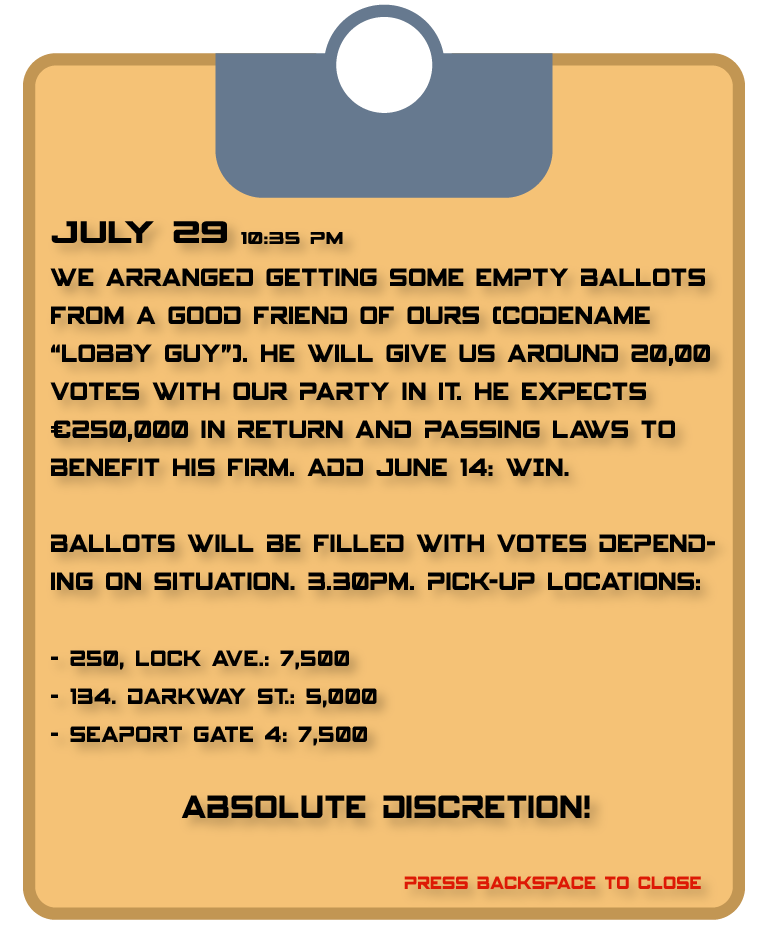 JULY 29 10:35 PM
WE ARRANGED GETTING SOME EMPTY BALLOTS
FROM A GOOD FRIEND OF OURS (CODENAME
“LOBBY GUY”). HE WILL GIVE US AROUND 20,00
VOTES WITH OUR PARTY IN IT. HE EXPECTS
€250,000 IN RETURN AND PASSING LAWS TO
BENEFIT HIS FIRM. ADD JUNE 14: WIN.
BALLOTS WILL BE FILLED WITH VOTES DEPEND-
ING ON SITUATION. 3.30PM. PICK-UP LOCATIONS:
- 250, LOCK AVE.: 7,500
- 134. DARKWAY ST.: 5,000
- SEAPORT GATE 4: 7,500
ABSOLUTE DISCRETION!
PRESS BACKSPACE TO CLOSE